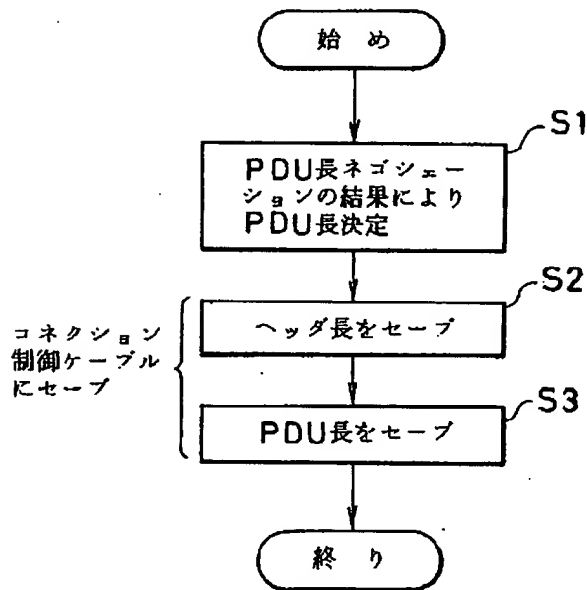 始め
S1
PDU長ネゴシェー
ションの結果により
PDU長決定
S2
ヘッダ長をセーブ
コネクション
制御ケーブル
にセーブ
S3
PDU長をセーブ
終り